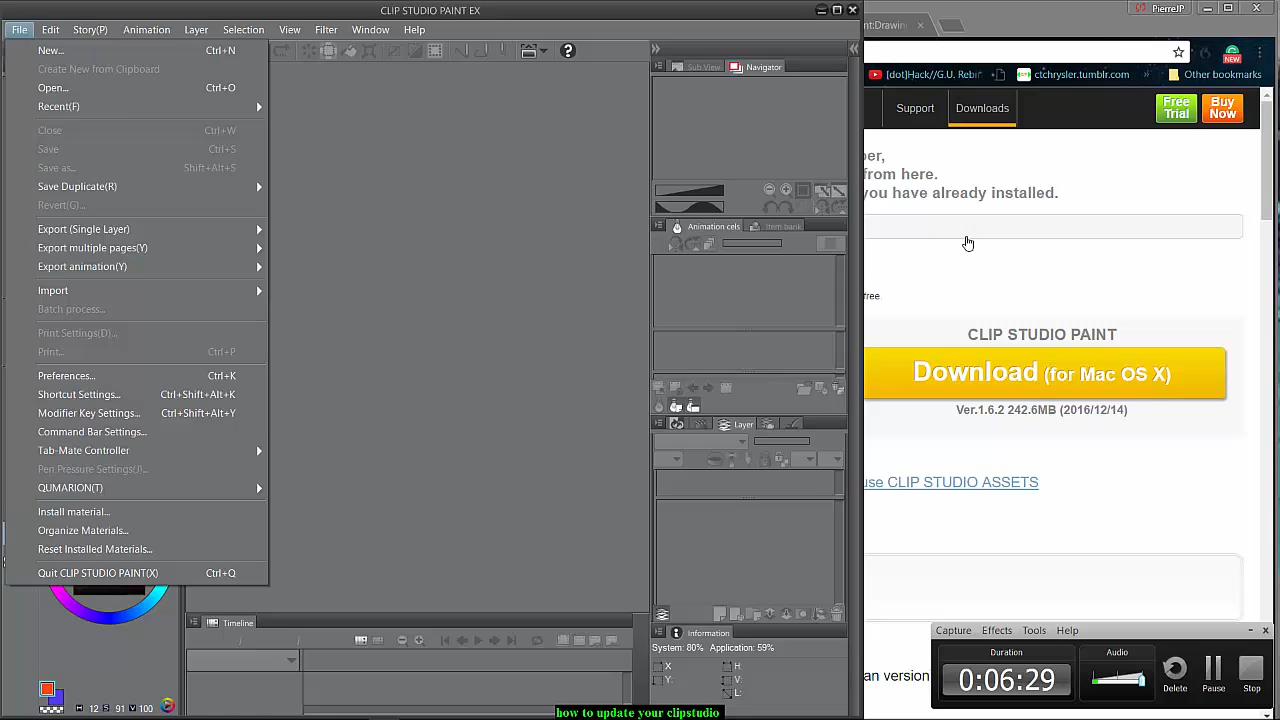 CLIP STUDIO PAINT EX
File Edit Story(P) Animati Layer Selection View Filter Window Help
New... Ctrl+N
Create New from Clipboard
Open... Ctrl+O
Recent(F)
Close Ctrl+W
Save Ctrl+S
Save as... Shift+Alt+S
Save Duplicate(R)
Revert(G)...
Export (Single Layer)
Export multiple pages(Y)
Export animation(Y)
Import
Batch process...
Print Settings(D)...
Print... Ctrl+P
Preferences... Ctrl+K
Shortcut Settings... Ctrl+Shift+Alt+K
Modifier Key Settings... Ctrl+Shift+Alt+Y
Command Bar Settings...
Tab-Mate Controller
Pen Pressure Settings(J)...
QUMARION(T)
Install material...
Organize Materials...
Reset Installed Materials...
Quit CLIP STUDIO PAINT(X) Ctrl+Q
Sub View Navigator
Animation cels Item bank
Layer
Timeline
Information
System: 80% Application: 59%
X H:
Y: V:
L:
H 12 S 91 V 100
how to update your clipstudio
PierreJP
nt:Drawin
[dot]Hack//G.U. Rebir ctchrysler.tumblr.com Other bookmarks
NEW
Support Downloads Free Trial Buy Now
ber,
from here.
you have already installed.
free
CLIP STUDIO PAINT
Download (for Mac OS X)
Ver.1.6.2 242.6MB (2016/12/14)
use CLIP STUDIO ASSETS
an version
Capture Effects Tools Help
Duration Audio
0:06:29
Delete Pause Stop